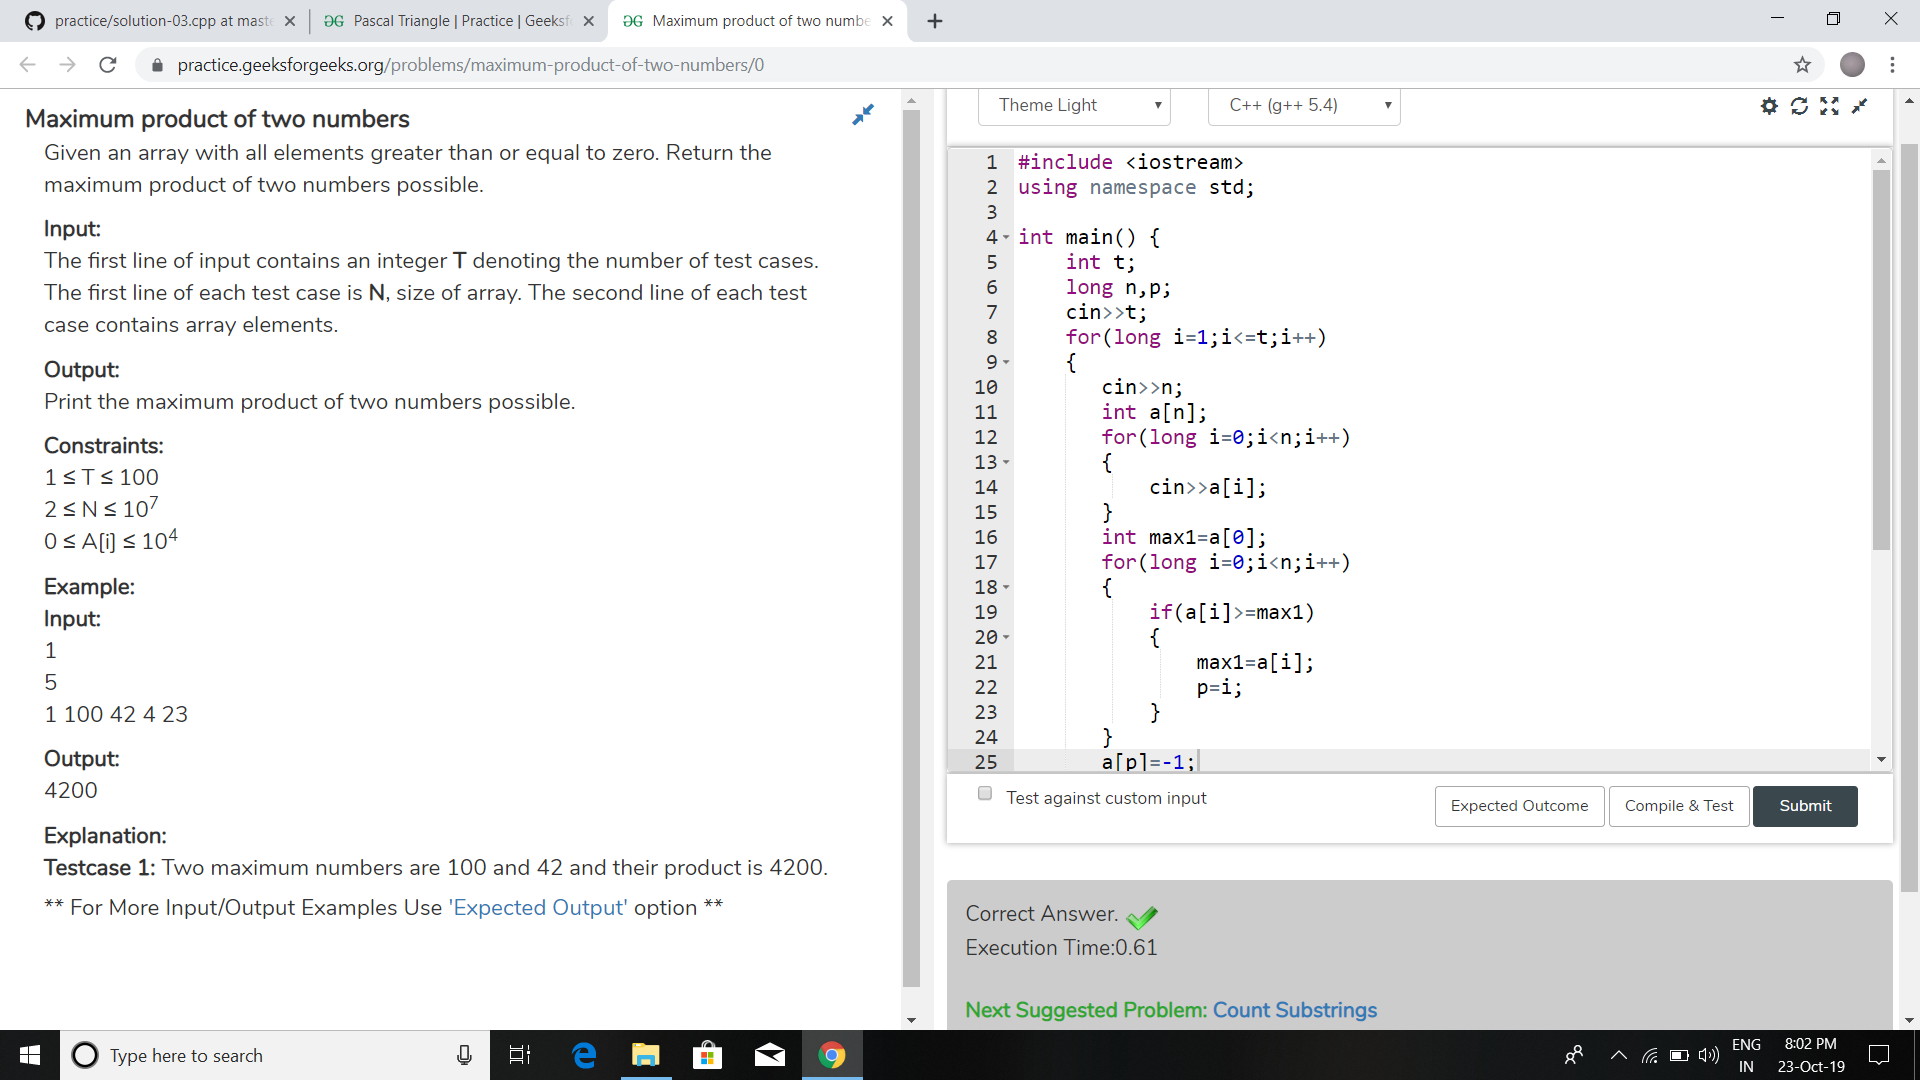 practice/solution-03.cpp at maste
Pascal Triangle | Practice | Geeksf
Maximum product of two numbe
practice.geeksforgeeks.org/problems/maximum-product-of-two-numbers/0
Maximum product of two numbers
Given an array with all elements greater than or equal to zero. Return the
maximum product of two numbers possible.
Input:
The first line of input contains an integer T denoting the number of test cases.
The first line of each test case is N, size of array. The second line of each test
case contains array elements.
Output:
Print the maximum product of two numbers possible.
Constraints:
1 ≤ T ≤ 100
2 ≤ N ≤ 10⁷
0 ≤ A[i] ≤ 10⁴
Example:
Input:
1
5
1 100 42 4 23
Output:
4200
Explanation:
Testcase 1: Two maximum numbers are 100 and 42 and their product is 4200.
** For More Input/Output Examples Use 'Expected Output' option **
Theme Light
C++ (g++ 5.4)
1 #include <iostream>
2 using namespace std;
3
4 int main() {
5 int t;
6 long n,p;
7 cin>>t;
8 for(long i=1;i<=t;i++)
9 {
10 cin>>n;
11 int a[n];
12 for(long i=0;i<n;i++)
13 {
14 cin>>a[i];
15 }
16 int max1=a[0];
17 for(long i=0;i<n;i++)
18 {
19 if(a[i]>=max1)
20 {
21 max1=a[i];
22 p=i;
23 }
24 }
25 a[p]=-1;
Test against custom input
Expected Outcome
Compile & Test
Submit
Correct Answer.
Execution Time:0.61
Next Suggested Problem: Count Substrings
Type here to search
ENG
IN
8:02 PM
23-Oct-19